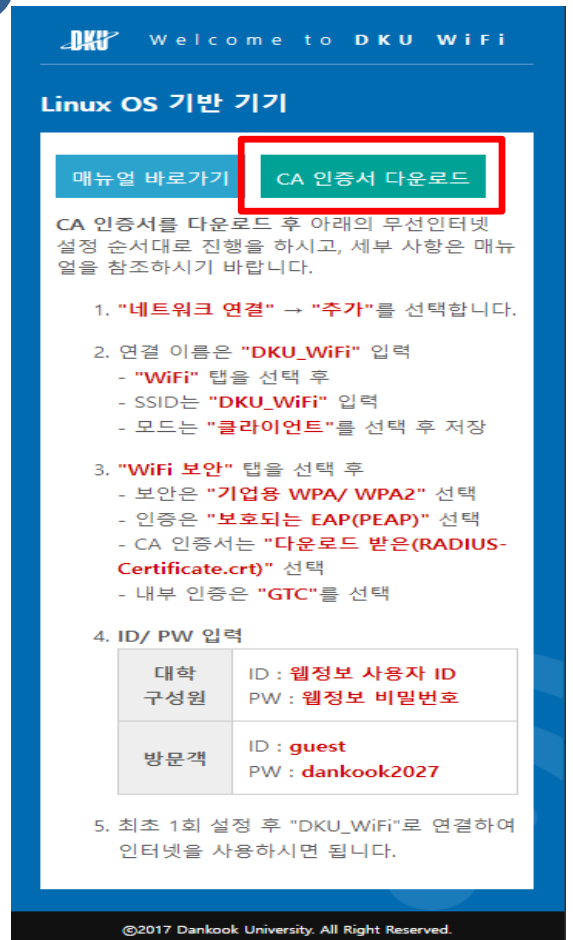 DKU Welcome to DKU WiFi
Linux OS 기반 기기
매뉴얼 바로가기 CA 인증서 다운로드
CA 인증서를 다운로드 후 아래의 무선인터넷
설정 순서대로 진행을 하시고, 세부 사항은 매뉴
얼을 참조하시기 바랍니다.
1. "네트워크 연결" → "추가"를 선택합니다.
2. 연결 이름은 "DKU_WiFi" 입력
- "WiFi" 탭을 선택 후
- SSID는 "DKU_WiFi" 입력
- 모드는 "클라이언트"를 선택 후 저장
3. "WiFi 보안" 탭을 선택 후
- 보안은 "기업용 WPA/ WPA2" 선택
- 인증은 "보호되는 EAP(PEAP)" 선택
- CA 인증서는 "다운로드 받은(RADIUS-
Certificate.crt)" 선택
- 내부 인증은 "GTC"를 선택
4. ID/ PW 입력
대학
구성원
ID : 웹정보 사용자 ID
PW : 웹정보 비밀번호
방문객
ID : guest
PW : dankook2027
5. 최초 1회 설정 후 "DKU_WiFi"로 연결하여
인터넷을 사용하시면 됩니다.
©2017 Dankook University. All Right Reserved.